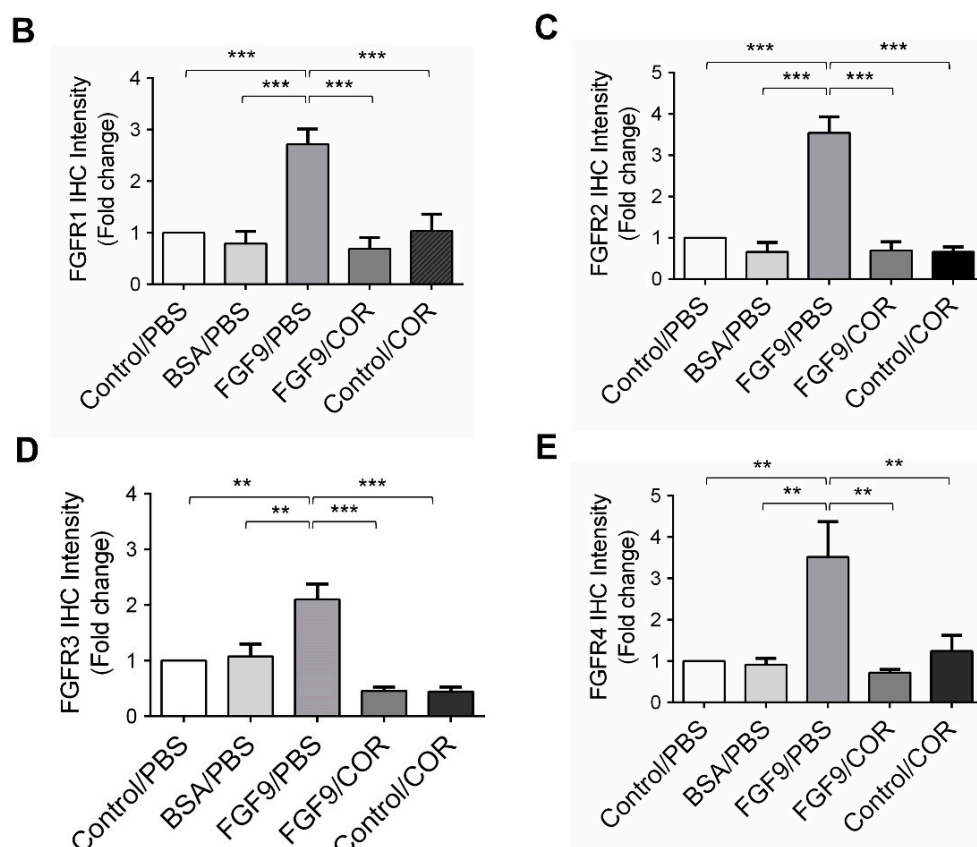 B
*** ***
*** ***
FGFR1 IHC Intensity
(Fold change)
4
3
2
1
0
Control/PBS
BSA/PBS
FGF9/PBS
FGF9/COR
Control/COR
C
*** ***
*** ***
FGFR2 IHC Intensity
(Fold change)
5
4
3
2
1
0
Control/PBS
BSA/PBS
FGF9/PBS
FGF9/COR
Control/COR
D
** ***
** ***
FGFR3 IHC Intensity
(Fold change)
4
3
2
1
0
Control/PBS
BSA/PBS
FGF9/PBS
FGF9/COR
Control/COR
E
** **
** **
FGFR4 IHC Intensity
(Fold change)
5
4
3
2
1
0
Control/PBS
BSA/PBS
FGF9/PBS
FGF9/COR
Control/COR